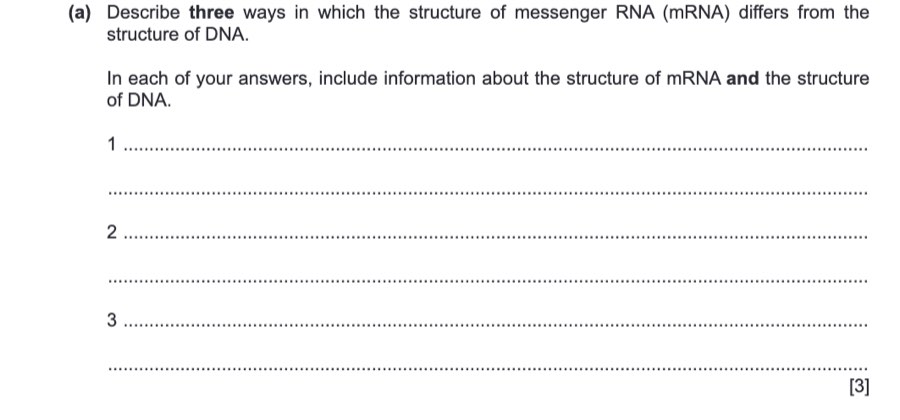 (a) Describe three ways in which the structure of messenger RNA (mRNA) differs from the
structure of DNA.
In each of your answers, include information about the structure of mRNA and the structure
of DNA.
1 ........................................................................................................................
........................................................................................................................
2 ........................................................................................................................
........................................................................................................................
3 ........................................................................................................................
........................................................................................................................
[3]